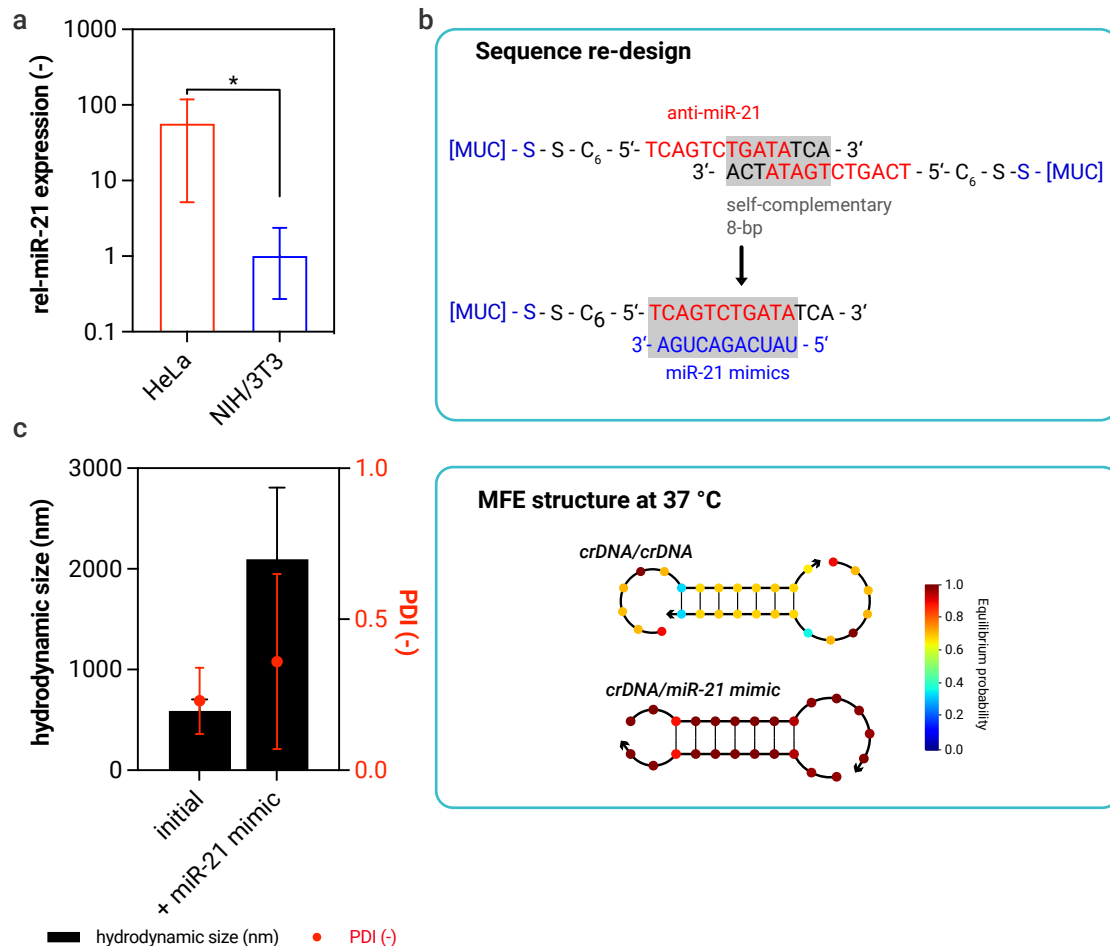 a
rel-miR-21 expression (-)
1000
100
10
1
0.1
*
HeLa
NIH/3T3
b
Sequence re-design
anti-miR-21
[MUC] - S - S - C6 - 5‘- TCAGTCTGATATCA - 3‘
3‘- ACTATAGTCTGACT - 5‘- C6 - S - S - [MUC]
self-complementary
8-bp
[MUC] - S - S - C6 - 5‘- TCAGTCTGATATCA - 3‘
3‘- AGUCAGACUAU - 5‘
miR-21 mimics
c
hydrodynamic size (nm)
3000
2000
1000
0
1.0
0.5
0.0
PDI (-)
initial
+ miR-21 mimic
hydrodynamic size (nm)
PDI (-)
MFE structure at 37 °C
crDNA/crDNA
crDNA/miR-21 mimic
1.0
0.8
0.6
0.4
0.2
0.0
Equilibrium probability